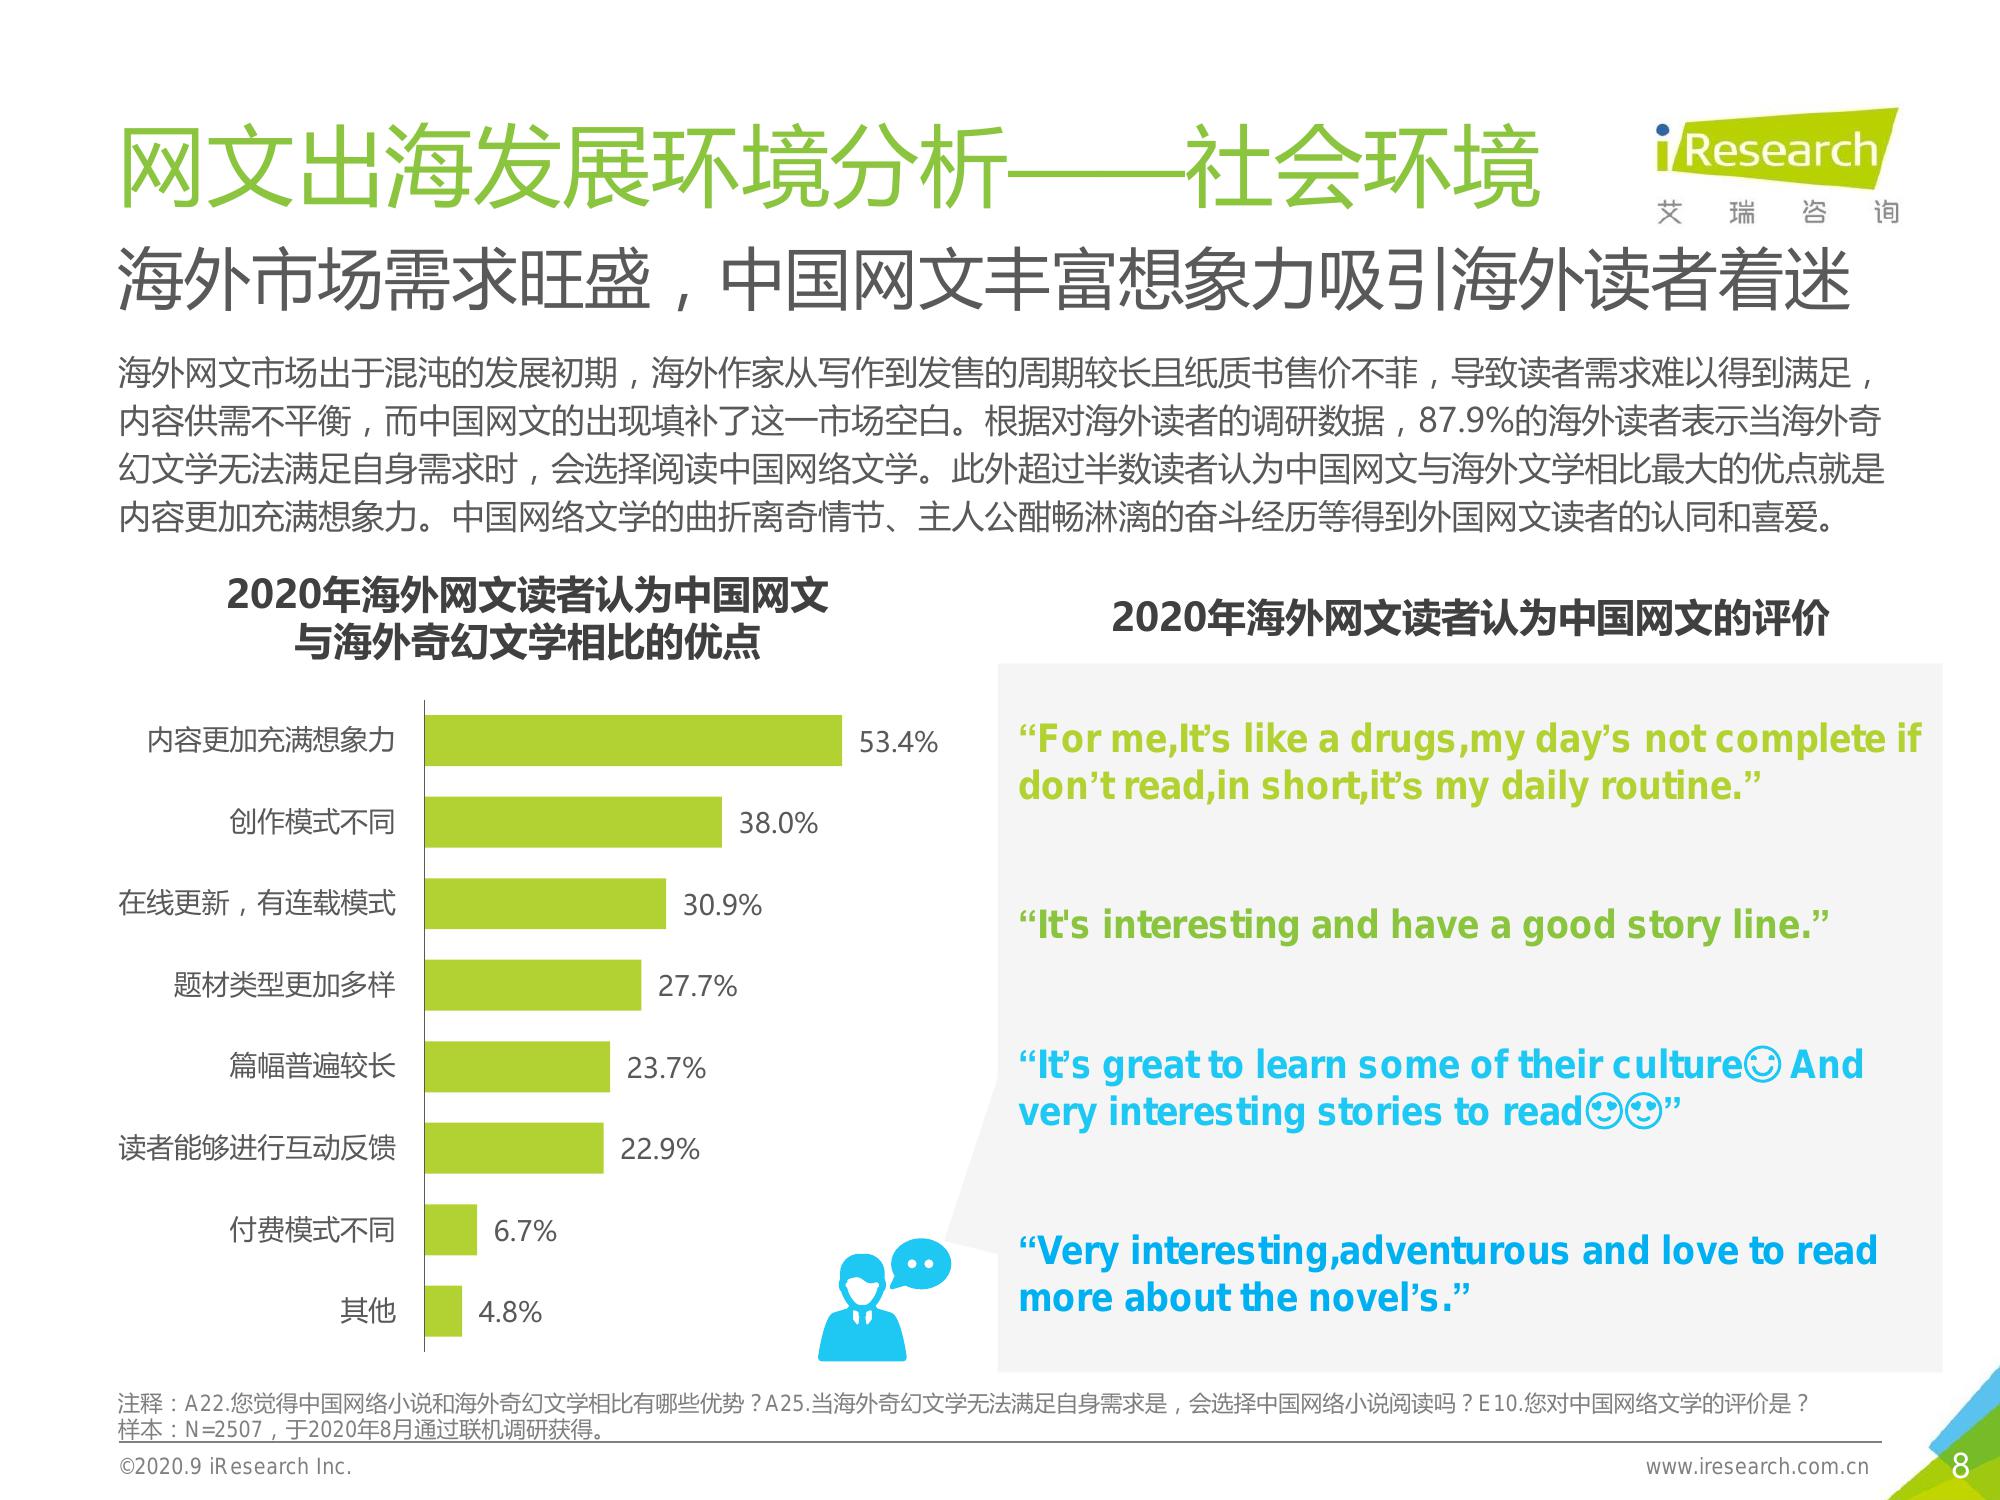 网文出海发展环境分析——社会环境
iResearch
艾瑞咨询
海外市场需求旺盛，中国网文丰富想象力吸引海外读者着迷
海外网文市场出于混沌的发展初期，海外作家从写作到发售的周期较长且纸质书售价不菲，导致读者需求难以得到满足，
内容供需不平衡，而中国网文的出现填补了这一市场空白。根据对海外读者的调研数据，87.9%的海外读者表示当海外奇
幻文学无法满足自身需求时，会选择阅读中国网络文学。此外超过半数读者认为中国网文与海外文学相比最大的优点就是
内容更加充满想象力。中国网络文学的曲折离奇情节、主人公酣畅淋漓的奋斗经历等得到外国网文读者的认同和喜爱。
2020年海外网文读者认为中国网文
与海外奇幻文学相比的优点
内容更加充满想象力 53.4%
创作模式不同 38.0%
在线更新，有连载模式 30.9%
题材类型更加多样 27.7%
篇幅普遍较长 23.7%
读者能够进行互动反馈 22.9%
付费模式不同 6.7%
其他 4.8%
2020年海外网文读者认为中国网文的评价
“For me,It’s like a drugs,my day’s not complete if
don’t read,in short,it’s my daily routine.”
“It's interesting and have a good story line.”
“It’s great to learn some of their culture☺ And
very interesting stories to read😍😍”
“Very interesting,adventurous and love to read
more about the novel’s.”
注释：A22.您觉得中国网络小说和海外奇幻文学相比有哪些优势？A25.当海外奇幻文学无法满足自身需求是，会选择中国网络小说阅读吗？E10.您对中国网络文学的评价是？
样本：N=2507，于2020年8月通过联机调研获得。
©2020.9 iResearch Inc.
www.iresearch.com.cn
8